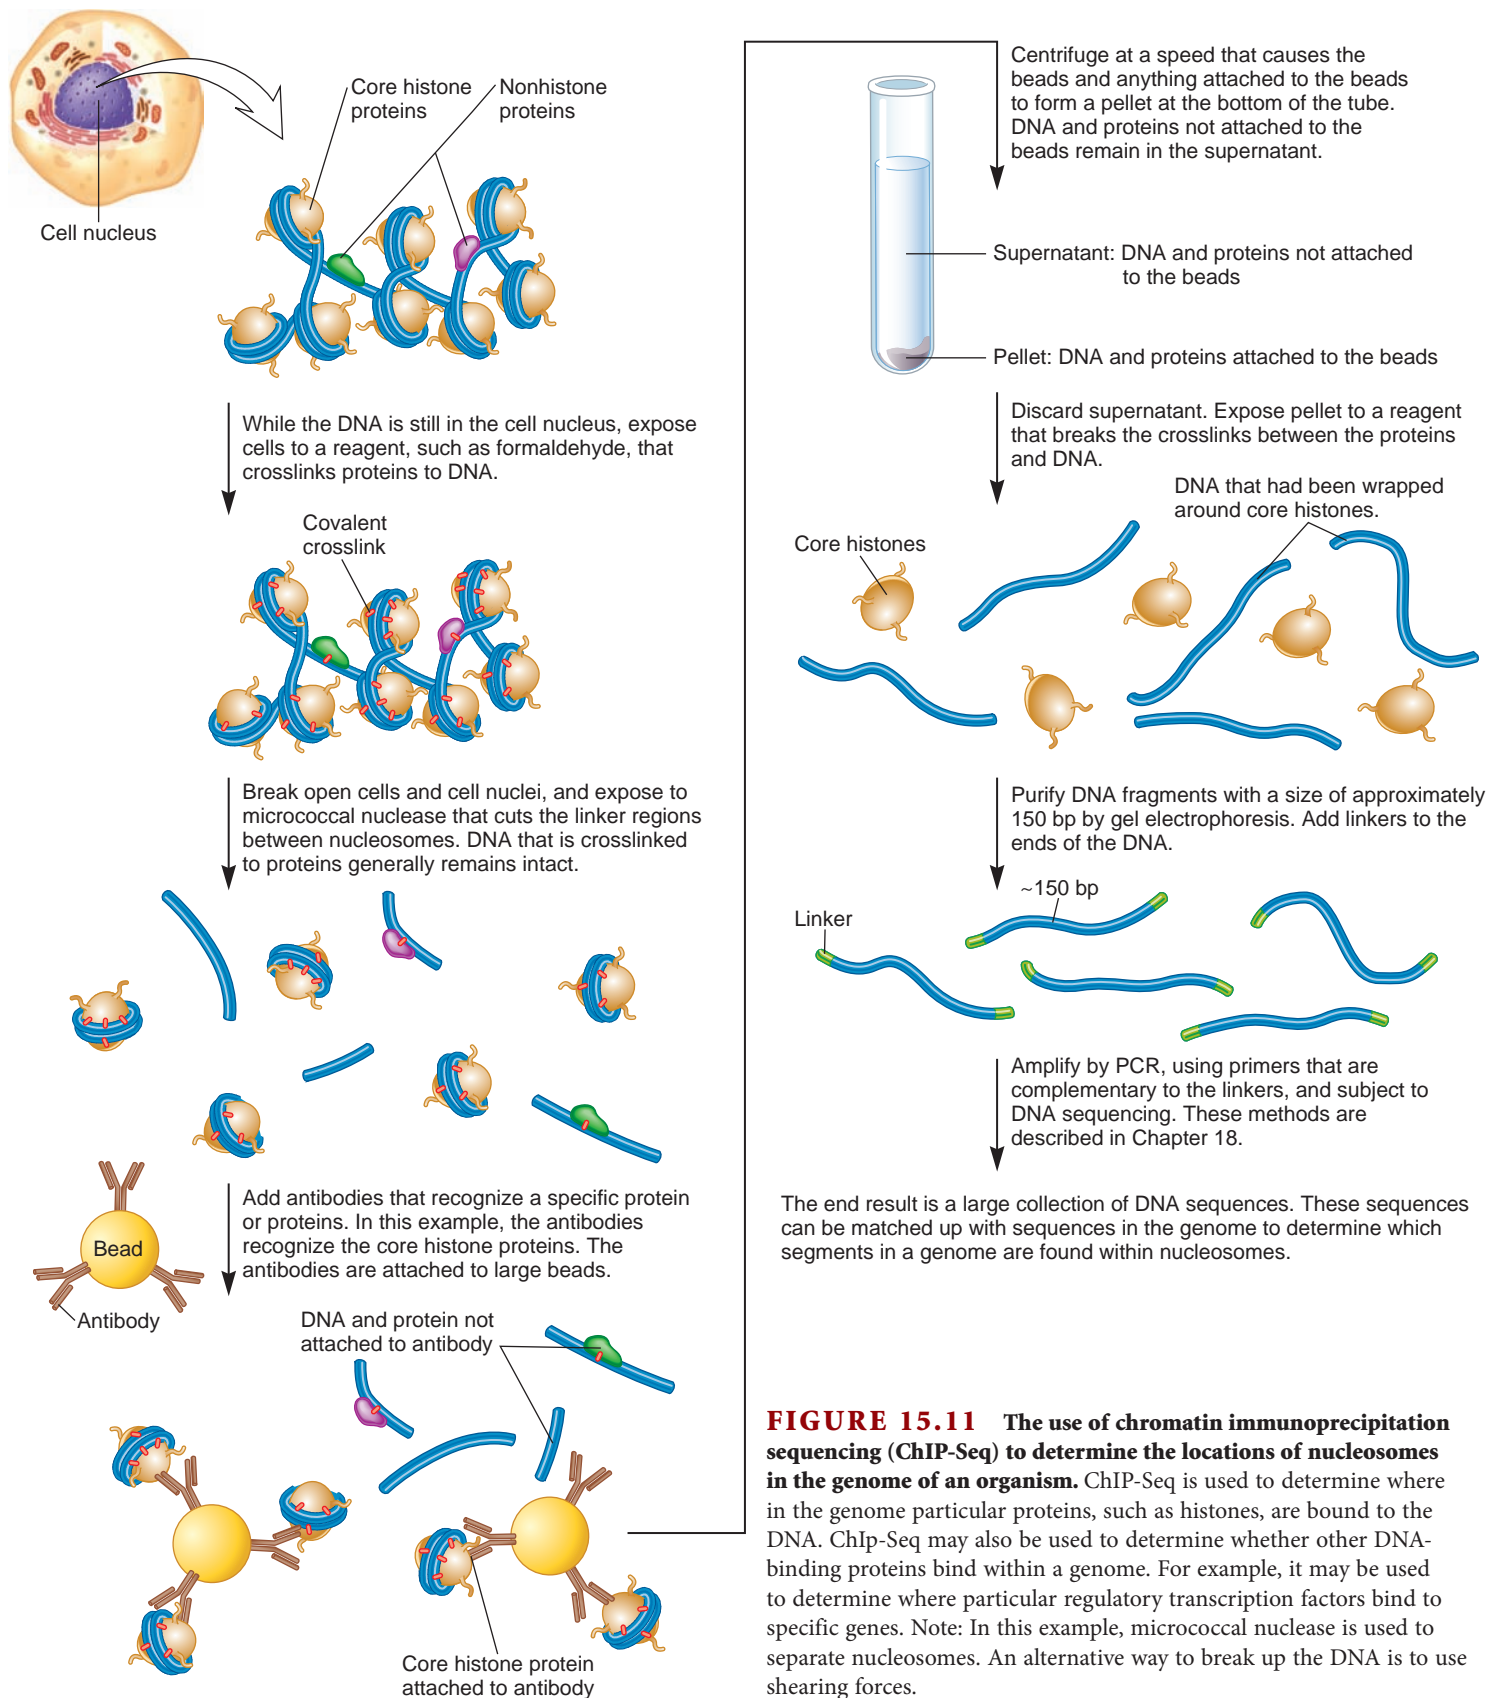 Core histone
proteins
Nonhistone
proteins
Cell nucleus
While the DNA is still in the cell nucleus, expose
cells to a reagent, such as formaldehyde, that
crosslinks proteins to DNA.
Covalent
crosslink
Break open cells and cell nuclei, and expose to
micrococcal nuclease that cuts the linker regions
between nucleosomes. DNA that is crosslinked
to proteins generally remains intact.
Add antibodies that recognize a specific protein
or proteins. In this example, the antibodies
recognize the core histone proteins. The
antibodies are attached to large beads.
Bead
Antibody
DNA and protein not
attached to antibody
Core histone protein
attached to antibody
Centrifuge at a speed that causes the
beads and anything attached to the beads
to form a pellet at the bottom of the tube.
DNA and proteins not attached to the
beads remain in the supernatant.
Supernatant: DNA and proteins not attached
to the beads
Pellet: DNA and proteins attached to the beads
Discard supernatant. Expose pellet to a reagent
that breaks the crosslinks between the proteins
and DNA.
DNA that had been wrapped
around core histones.
Core histones
Purify DNA fragments with a size of approximately
150 bp by gel electrophoresis. Add linkers to the
ends of the DNA.
~150 bp
Linker
Amplify by PCR, using primers that are
complementary to the linkers, and subject to
DNA sequencing. These methods are
described in Chapter 18.
The end result is a large collection of DNA sequences. These sequences
can be matched up with sequences in the genome to determine which
segments in a genome are found within nucleosomes.
FIGURE 15.11 The use of chromatin immunoprecipitation
sequencing (ChIP-Seq) to determine the locations of nucleosomes
in the genome of an organism. ChIP-Seq is used to determine where
in the genome particular proteins, such as histones, are bound to the
DNA. ChIp-Seq may also be used to determine whether other DNA-
binding proteins bind within a genome. For example, it may be used
to determine where particular regulatory transcription factors bind to
specific genes. Note: In this example, micrococcal nuclease is used to
separate nucleosomes. An alternative way to break up the DNA is to use
shearing forces.